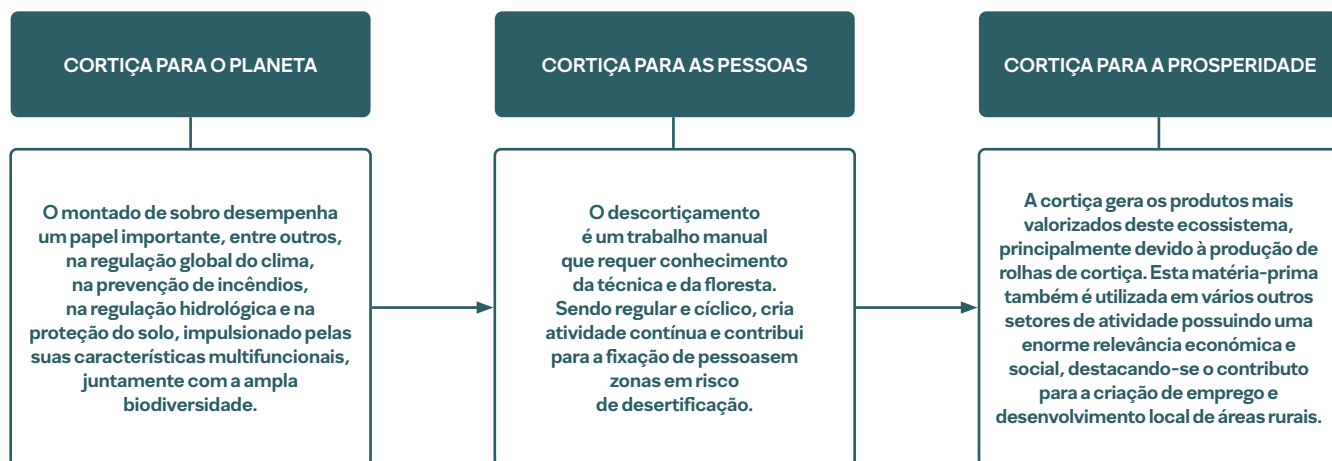 CORTIÇA PARA O PLANETA
O montado de sobro desempenha
um papel importante, entre outros,
na regulação global do clima,
na prevenção de incêndios,
na regulação hidrológica e na
proteção do solo, impulsionado pelas
suas características multifuncionais,
juntamente com a ampla
biodiversidade.
CORTIÇA PARA AS PESSOAS
O descortiçamento
é um trabalho manual
que requer conhecimento
da técnica e da floresta.
Sendo regular e cíclico, cria
atividade contínua e contribui
para a fixação de pessoasem
zonas em risco
de desertificação.
CORTIÇA PARA A PROSPERIDADE
A cortiça gera os produtos mais
valorizados deste ecossistema,
principalmente devido à produção de
rolhas de cortiça. Esta matéria-prima
também é utilizada em vários outros
setores de atividade possuindo uma
enorme relevância económica e
social, destacando-se o contributo
para a criação de emprego e
desenvolvimento local de áreas rurais.